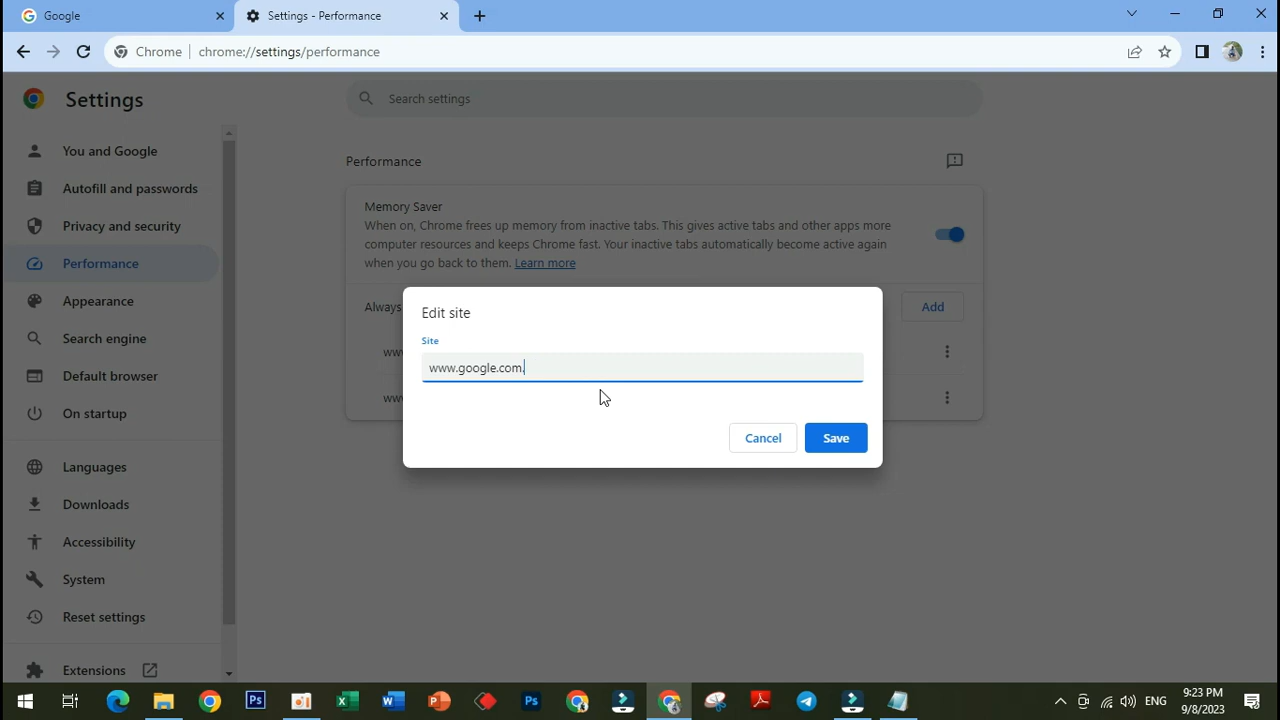 Google
Settings - Performance
Chrome
chrome://settings/performance
Settings
Search settings
You and Google
Autofill and passwords
Privacy and security
Performance
Appearance
Search engine
Default browser
On startup
Languages
Downloads
Accessibility
System
Reset settings
Extensions
Performance
Memory Saver
When on, Chrome frees up memory from inactive tabs. This gives active tabs and other apps more
computer resources and keeps Chrome fast. Your inactive tabs automatically become active again
when you go back to them. Learn more
Always
Add
Edit site
Site
www.google.com.
Cancel
Save
Ps
Ps
ENG
9:23 PM
9/8/2023